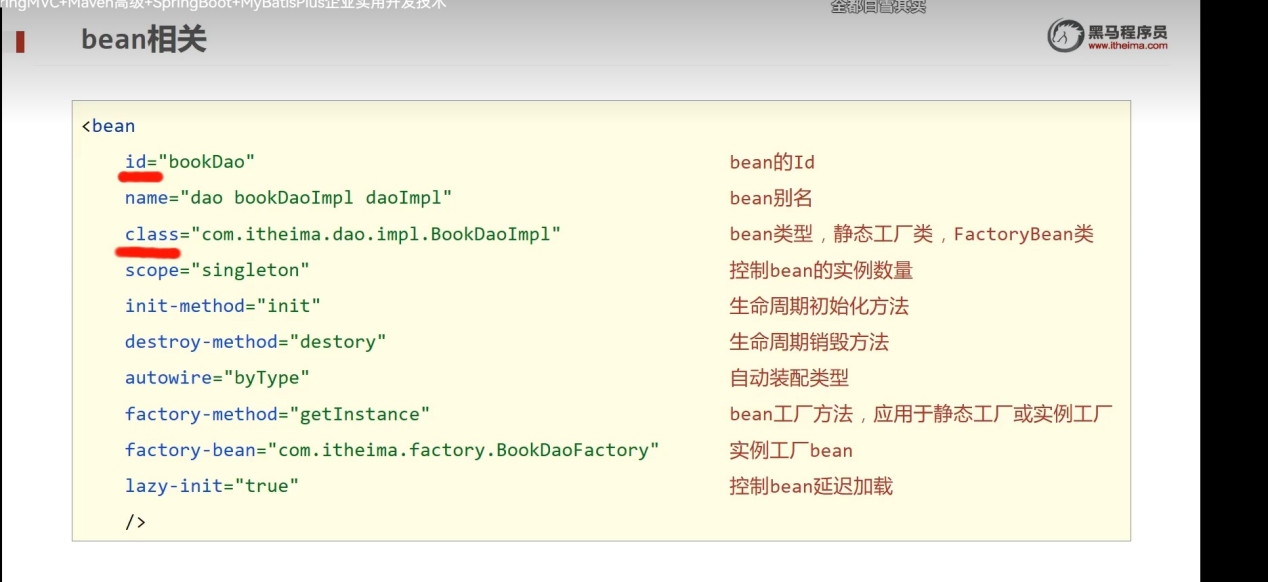 ringMVC+Maven高级+SpringBoot+MyBatisPlus企业实用开发技术
bean相关
黑马程序员
www.itheima.com
<bean
id="bookDao" bean的Id
name="dao bookDaoImpl daoImpl" bean别名
class="com.itheima.dao.impl.BookDaoImpl" bean类型，静态工厂类，FactoryBean类
scope="singleton" 控制bean的实例数量
init-method="init" 生命周期初始化方法
destroy-method="destory" 生命周期销毁方法
autowire="byType" 自动装配类型
factory-method="getInstance" bean工厂方法，应用于静态工厂或实例工厂
factory-bean="com.itheima.factory.BookDaoFactory" 实例工厂bean
lazy-init="true" 控制bean延迟加载
/>